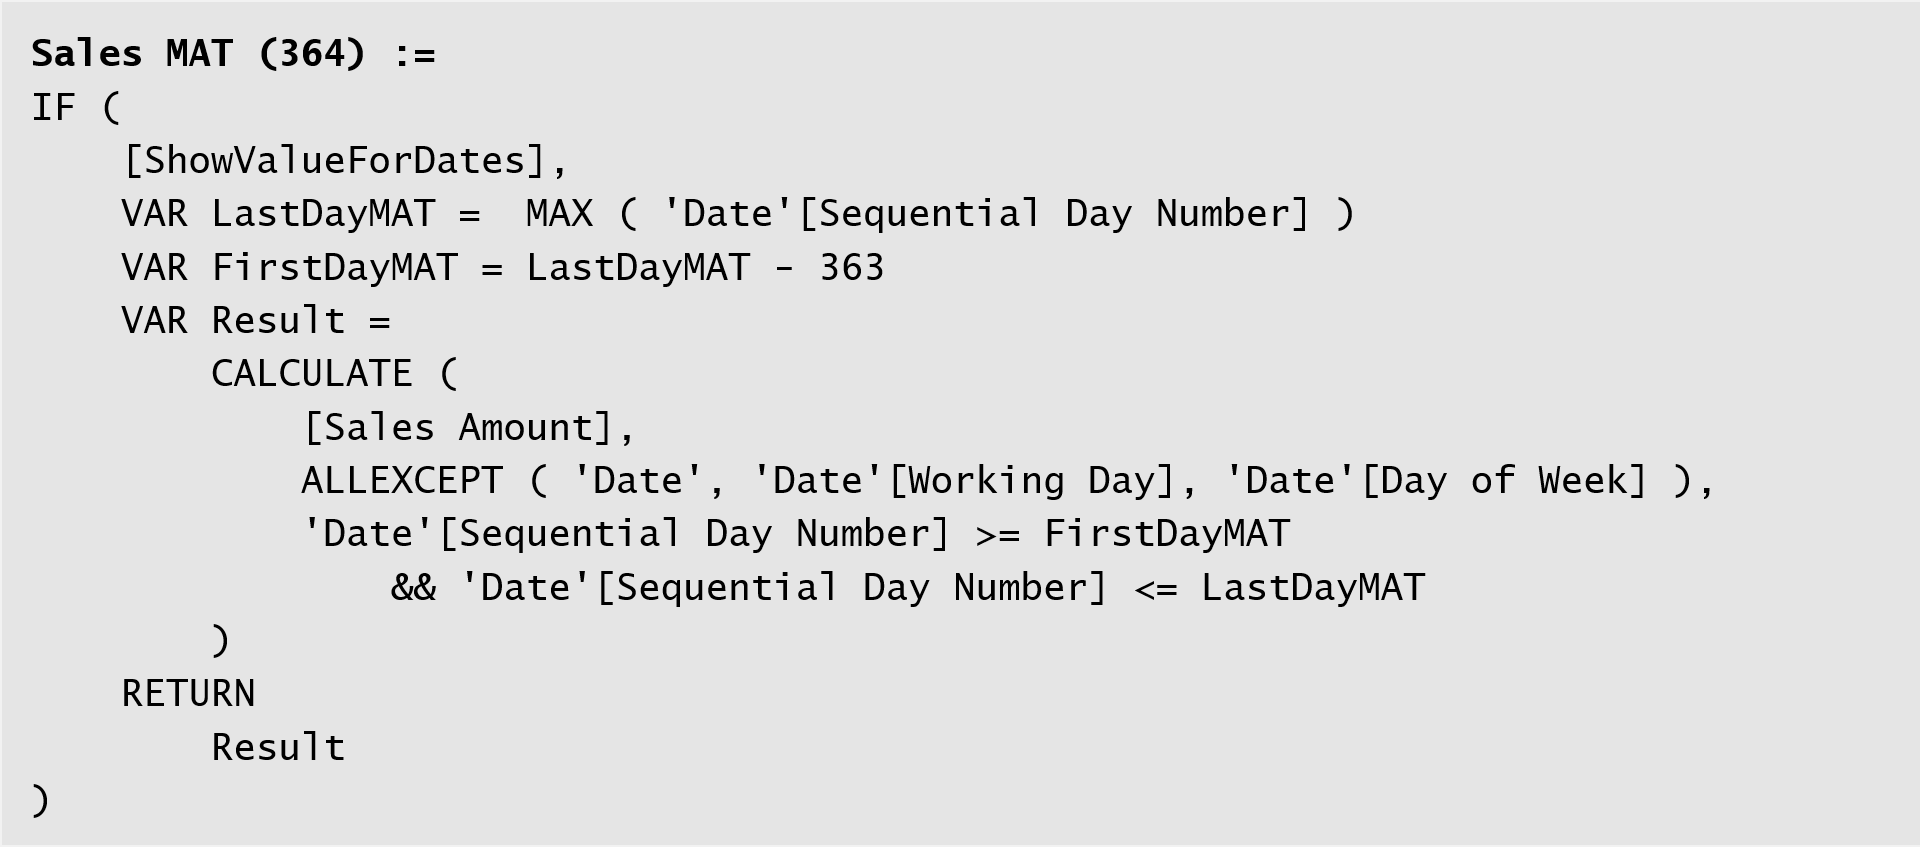 Sales MAT (364) :=
IF (
    [ShowValueForDates],
    VAR LastDayMAT =  MAX ( 'Date'[Sequential Day Number] )
    VAR FirstDayMAT = LastDayMAT - 363
    VAR Result =
        CALCULATE (
            [Sales Amount],
            ALLEXCEPT ( 'Date', 'Date'[Working Day], 'Date'[Day of Week] ),
            'Date'[Sequential Day Number] >= FirstDayMAT
                && 'Date'[Sequential Day Number] <= LastDayMAT
        )
    RETURN
        Result
)